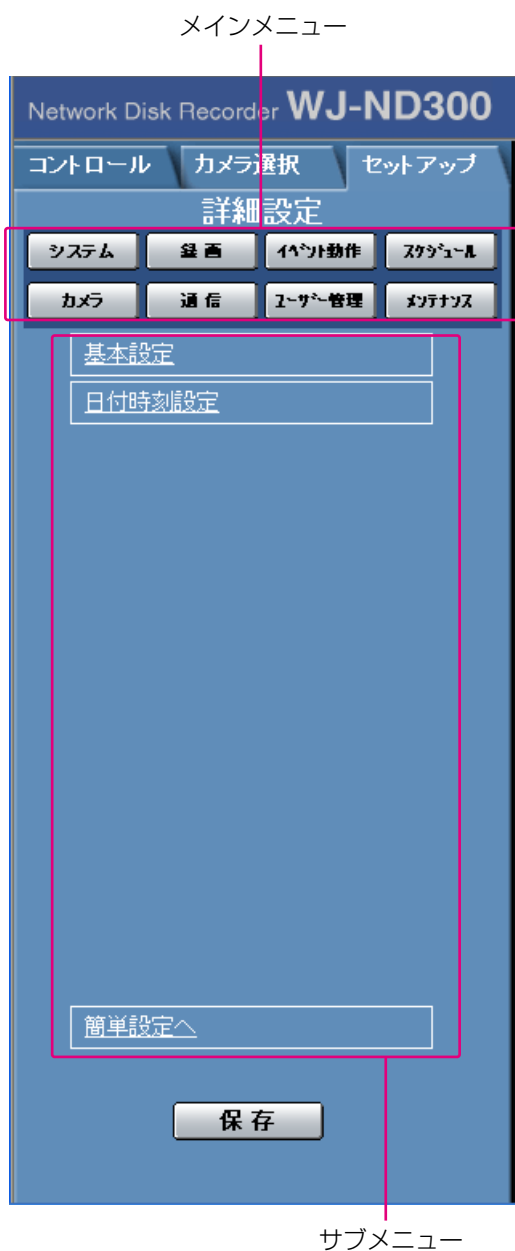 メインメニュー
Network Disk Recorder WJ-ND300
コントロール カメラ選択 セットアップ
詳細設定
システム 録画 イベント動作 スケジュール
カメラ 通信 ユーザー管理 メンテナンス
基本設定
日付時刻設定
簡単設定へ
保存
サブメニュー